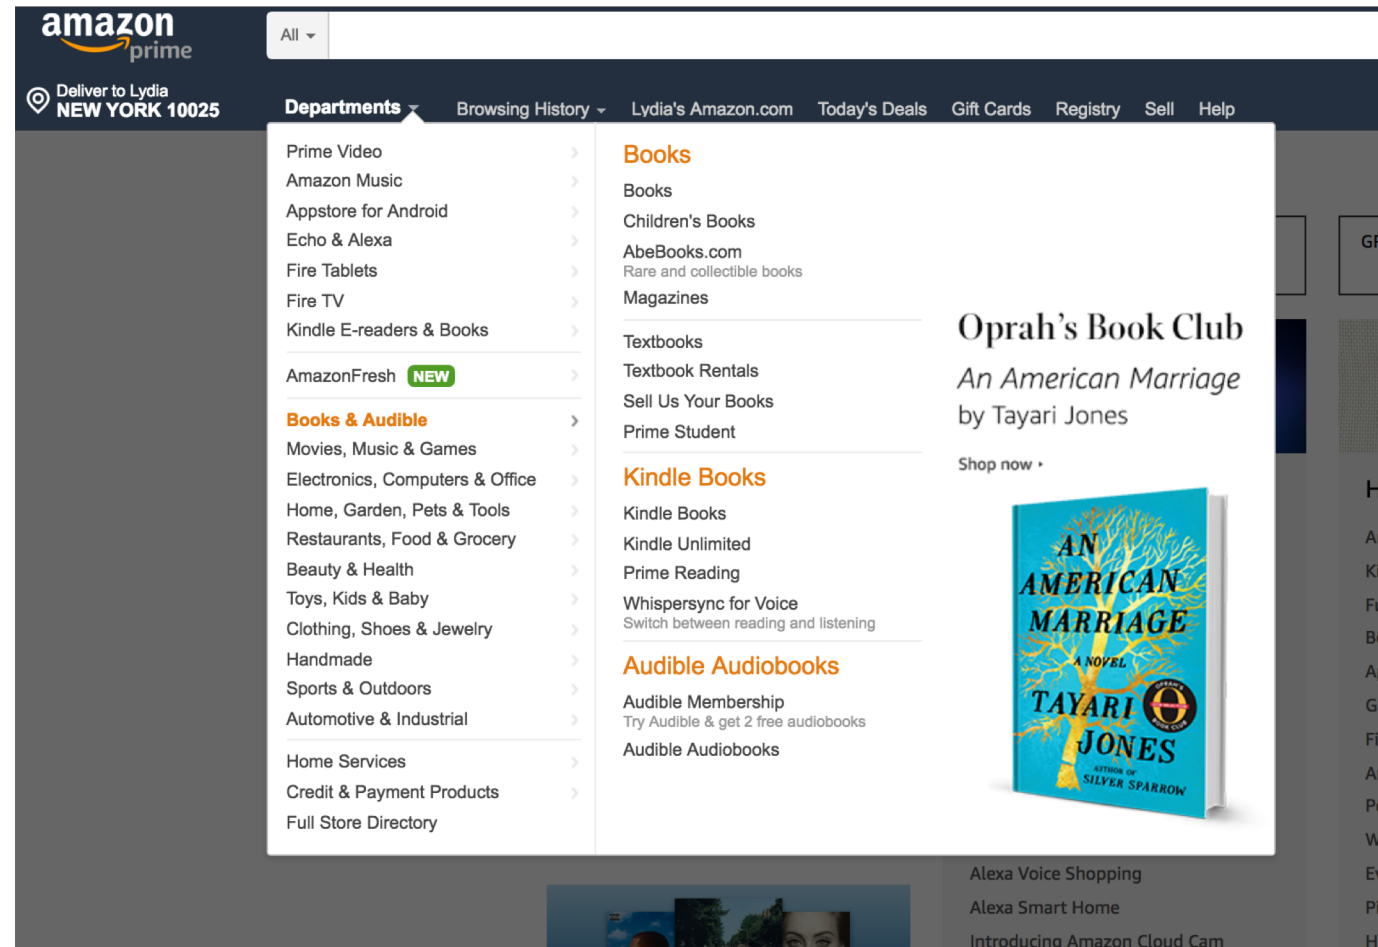 amazon
prime
All
Deliver to Lydia
NEW YORK 10025
Departments
Browsing History
Lydia's Amazon.com
Today's Deals
Gift Cards
Registry
Sell
Help
Prime Video
Amazon Music
Appstore for Android
Echo & Alexa
Fire Tablets
Fire TV
Kindle E-readers & Books
AmazonFresh NEW
Books & Audible
Movies, Music & Games
Electronics, Computers & Office
Home, Garden, Pets & Tools
Restaurants, Food & Grocery
Beauty & Health
Toys, Kids & Baby
Clothing, Shoes & Jewelry
Handmade
Sports & Outdoors
Automotive & Industrial
Home Services
Credit & Payment Products
Full Store Directory
Books
Books
Children's Books
AbeBooks.com
Rare and collectible books
Magazines
Textbooks
Textbook Rentals
Sell Us Your Books
Prime Student
Kindle Books
Kindle Books
Kindle Unlimited
Prime Reading
Whispersync for Voice
Switch between reading and listening
Audible Audiobooks
Audible Membership
Try Audible & get 2 free audiobooks
Audible Audiobooks
Oprah's Book Club
An American Marriage
by Tayari Jones
Shop now
AN
AMERICAN
MARRIAGE
A NOVEL
TAYARI
JONES
OPRAH'S
BOOK CLUB
AUTHOR OF
SILVER SPARROW
Alexa Voice Shopping
Alexa Smart Home
Introducing Amazon Cloud Cam